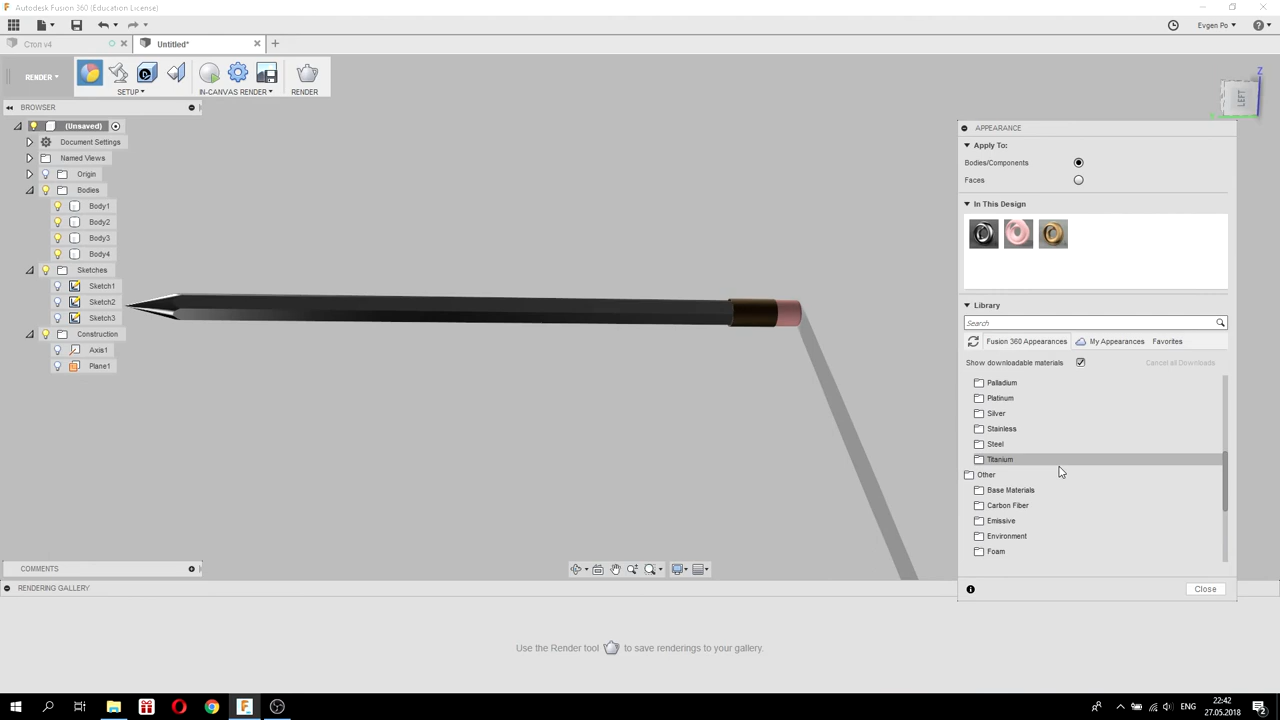 Autodesk Fusion 360 (Education License)
Evgen Po
Стол v4
Untitled*
RENDER
SETUP
IN-CANVAS RENDER
RENDER
BROWSER
(Unsaved)
Document Settings
Named Views
Origin
Bodies
Body1
Body2
Body3
Body4
Sketches
Sketch1
Sketch2
Sketch3
Construction
Axis1
Plane1
Z
LEFT
APPEARANCE
Apply To:
Bodies/Components
Faces
In This Design
Library
Search
Fusion 360 Appearances
My Appearances
Favorites
Show downloadable materials
Cancel all Downloads
Palladium
Platinum
Silver
Stainless
Steel
Titanium
Other
Base Materials
Carbon Fiber
Emissive
Environment
Foam
Close
COMMENTS
RENDERING GALLERY
Use the Render tool to save renderings to your gallery.
ENG
22:42
27.05.2018
2